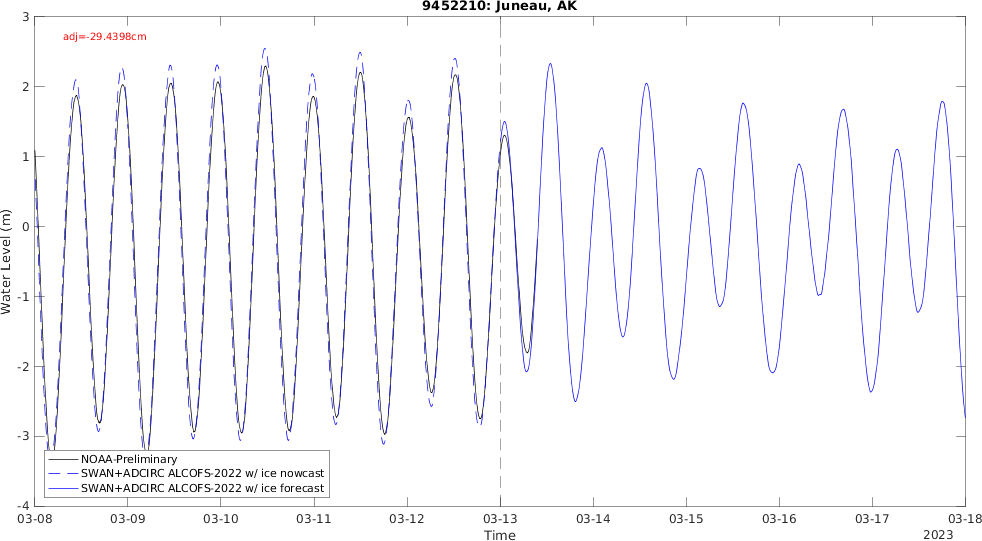 9452210: Juneau, AK
adj=-29.4398cm
3
2
1
0
-1
-2
-3
-4
Water Level (m)
NOAA-Preliminary
SWAN+ADCIRC ALCOFS-2022 w/ ice nowcast
SWAN+ADCIRC ALCOFS-2022 w/ ice forecast
03-08 03-09 03-10 03-11 03-12 03-13 03-14 03-15 03-16 03-17 03-18
Time
2023